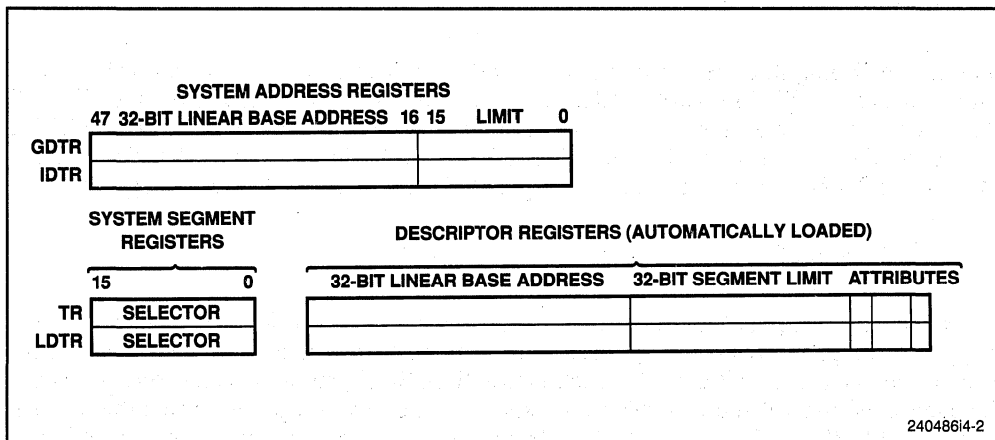 SYSTEM ADDRESS REGISTERS
47 32-BIT LINEAR BASE ADDRESS 16 15 LIMIT 0
GDTR
IDTR
SYSTEM SEGMENT
REGISTERS
DESCRIPTOR REGISTERS (AUTOMATICALLY LOADED)
15 0 32-BIT LINEAR BASE ADDRESS 32-BIT SEGMENT LIMIT ATTRIBUTES
TR SELECTOR
LDTR SELECTOR
240486i4-2